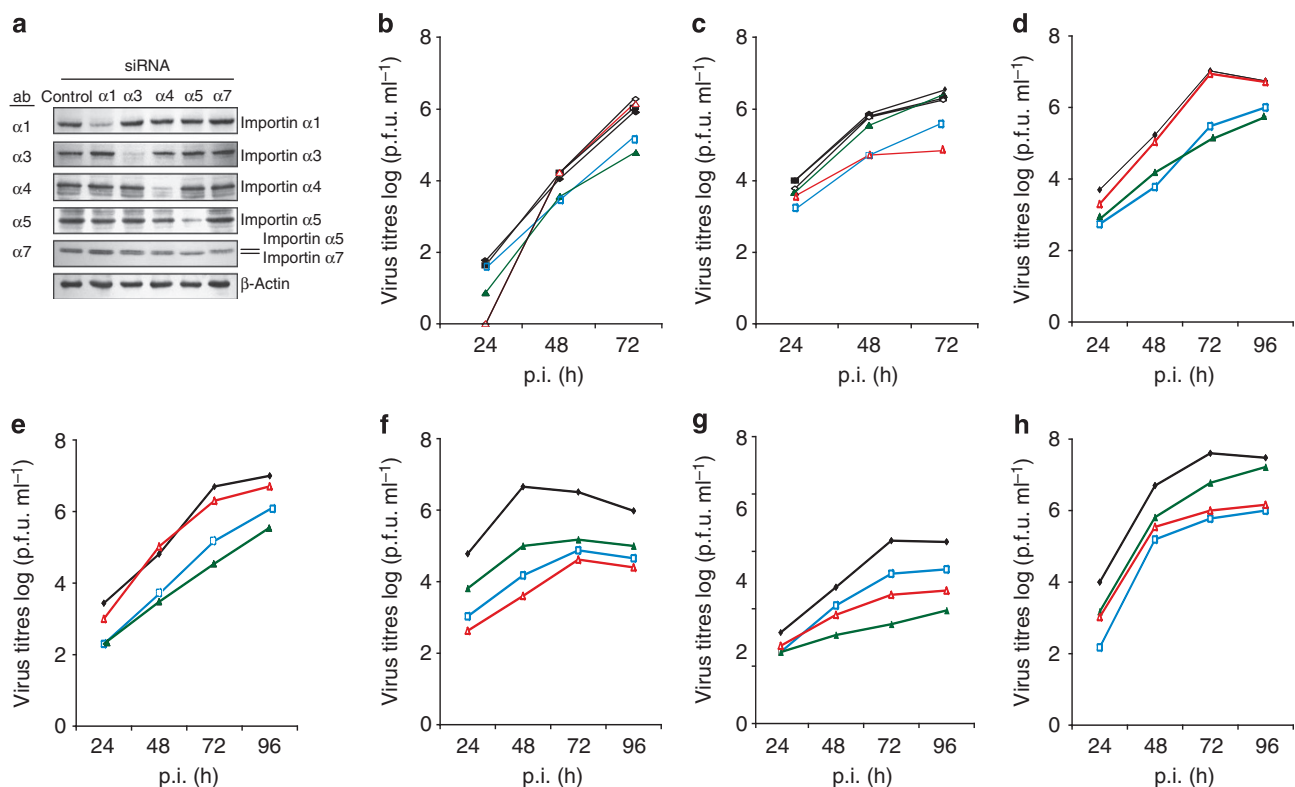 a
siRNA
ab Control α1 α3 α4 α5 α7
α1 Importin α1
α3 Importin α3
α4 Importin α4
α5 Importin α5
Importin α5
α7 Importin α7
β-Actin
b
Virus titres log (p.f.u. ml−1)
8
6
4
2
0
24 48 72
p.i. (h)
c
Virus titres log (p.f.u. ml−1)
8
6
4
2
0
24 48 72
p.i. (h)
d
Virus titres log (p.f.u. ml−1)
8
6
4
2
0
24 48 72 96
p.i. (h)
e
Virus titres log (p.f.u. ml−1)
8
6
4
2
0
24 48 72 96
p.i. (h)
f
Virus titres log (p.f.u. ml−1)
8
6
4
2
0
24 48 72 96
p.i. (h)
g
Virus titres log (p.f.u. ml−1)
8
6
4
2
0
24 48 72 96
p.i. (h)
h
Virus titres log (p.f.u. ml−1)
8
6
4
2
0
24 48 72 96
p.i. (h)